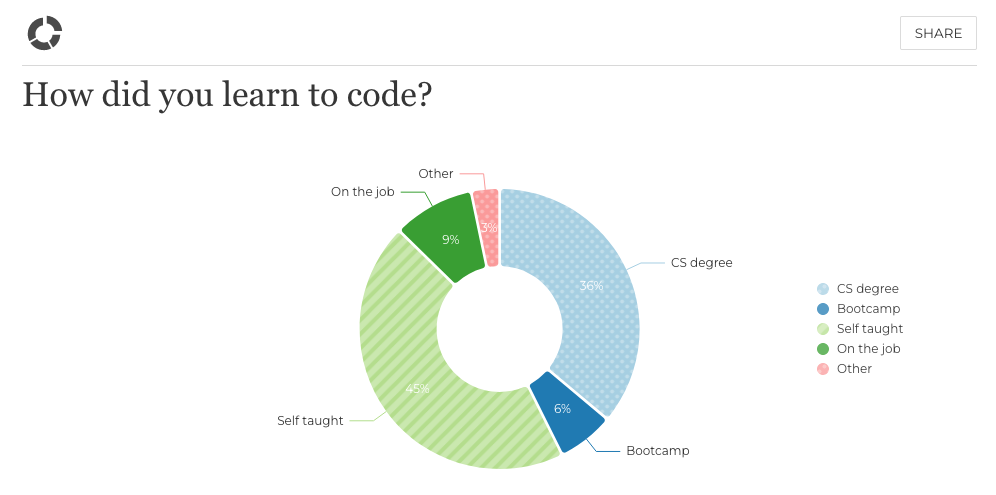 SHARE
How did you learn to code?
Other
On the job
3%
9%
CS degree
36%
CS degree
Bootcamp
Self taught
On the job
Other
45%
6%
Self taught
Bootcamp